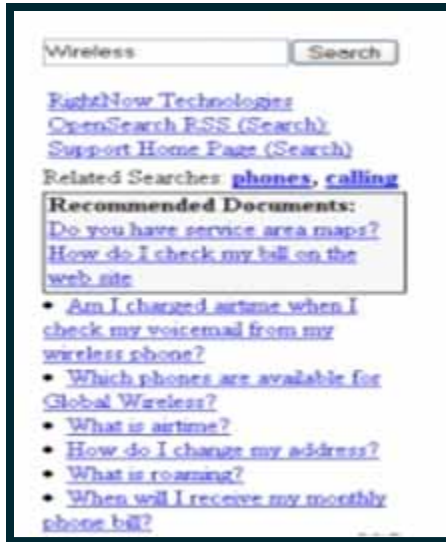 Wireless Search
RightNow Technologies
OpenSearch RSS (Search):
Support Home Page (Search)
Related Searches phones, calling
Recommended Documents:
Do you have service area maps?
How do I check my bill on the
web site
• Am I charged airtime when I
check my voicemail from my
wireless phone?
• Which phones are available for
Global Wireless?
• What is airtime?
• How do I change my address?
• What is roaming?
• When will I receive my monthly
phone bill?